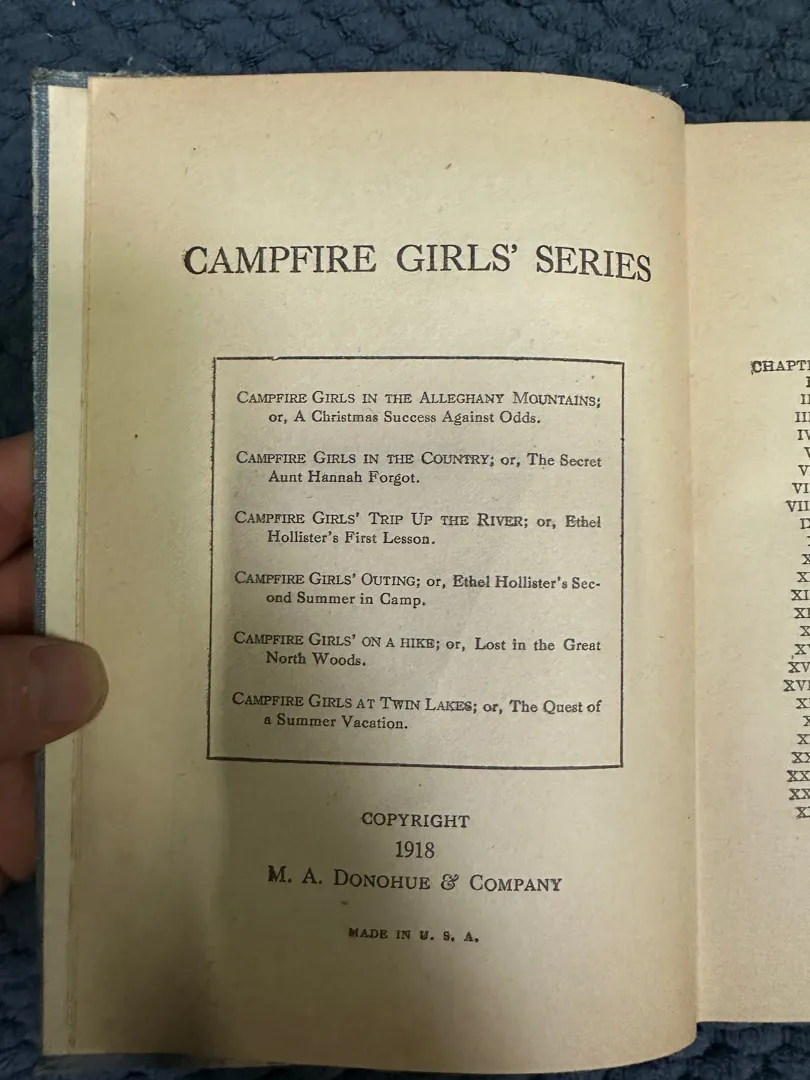 CAMPFIRE GIRLS' SERIES
CAMPFIRE GIRLS IN THE ALLEGHANY MOUNTAINS;
or, A Christmas Success Against Odds.
CAMPFIRE GIRLS IN THE COUNTRY; or, The Secret
Aunt Hannah Forgot.
CAMPFIRE GIRLS' TRIP UP THE RIVER; or, Ethel
Hollister's First Lesson.
CAMPFIRE GIRLS' OUTING; or, Ethel Hollister's Sec-
ond Summer in Camp.
CAMPFIRE GIRLS' ON A HIKE; or, Lost in the Great
North Woods.
CAMPFIRE GIRLS AT TWIN LAKES; or, The Quest of
a Summer Vacation.
COPYRIGHT
1918
M. A. DONOHUE & COMPANY
MADE IN U. S. A.